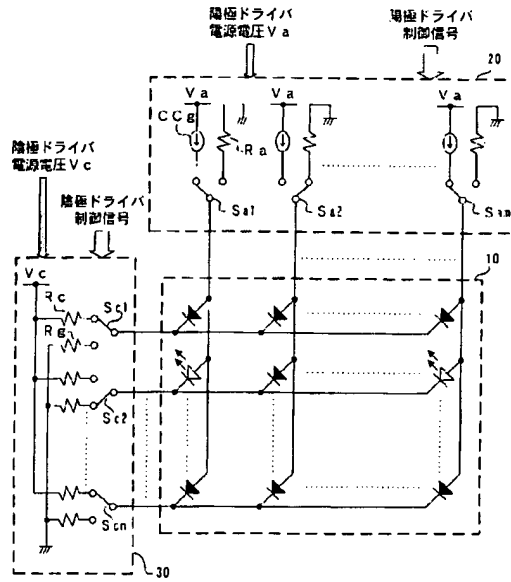 陽極ドライバ
電源電圧Va
陽極ドライバ
制御信号
20
Va
Va
Va
CCg
Ra
陰極ドライバ
電源電圧Vc
陰極ドライバ
制御信号
Sa1
Sa2
Sam
10
Vc
Rc
Sc1
Rg
Sc2
Scn
30